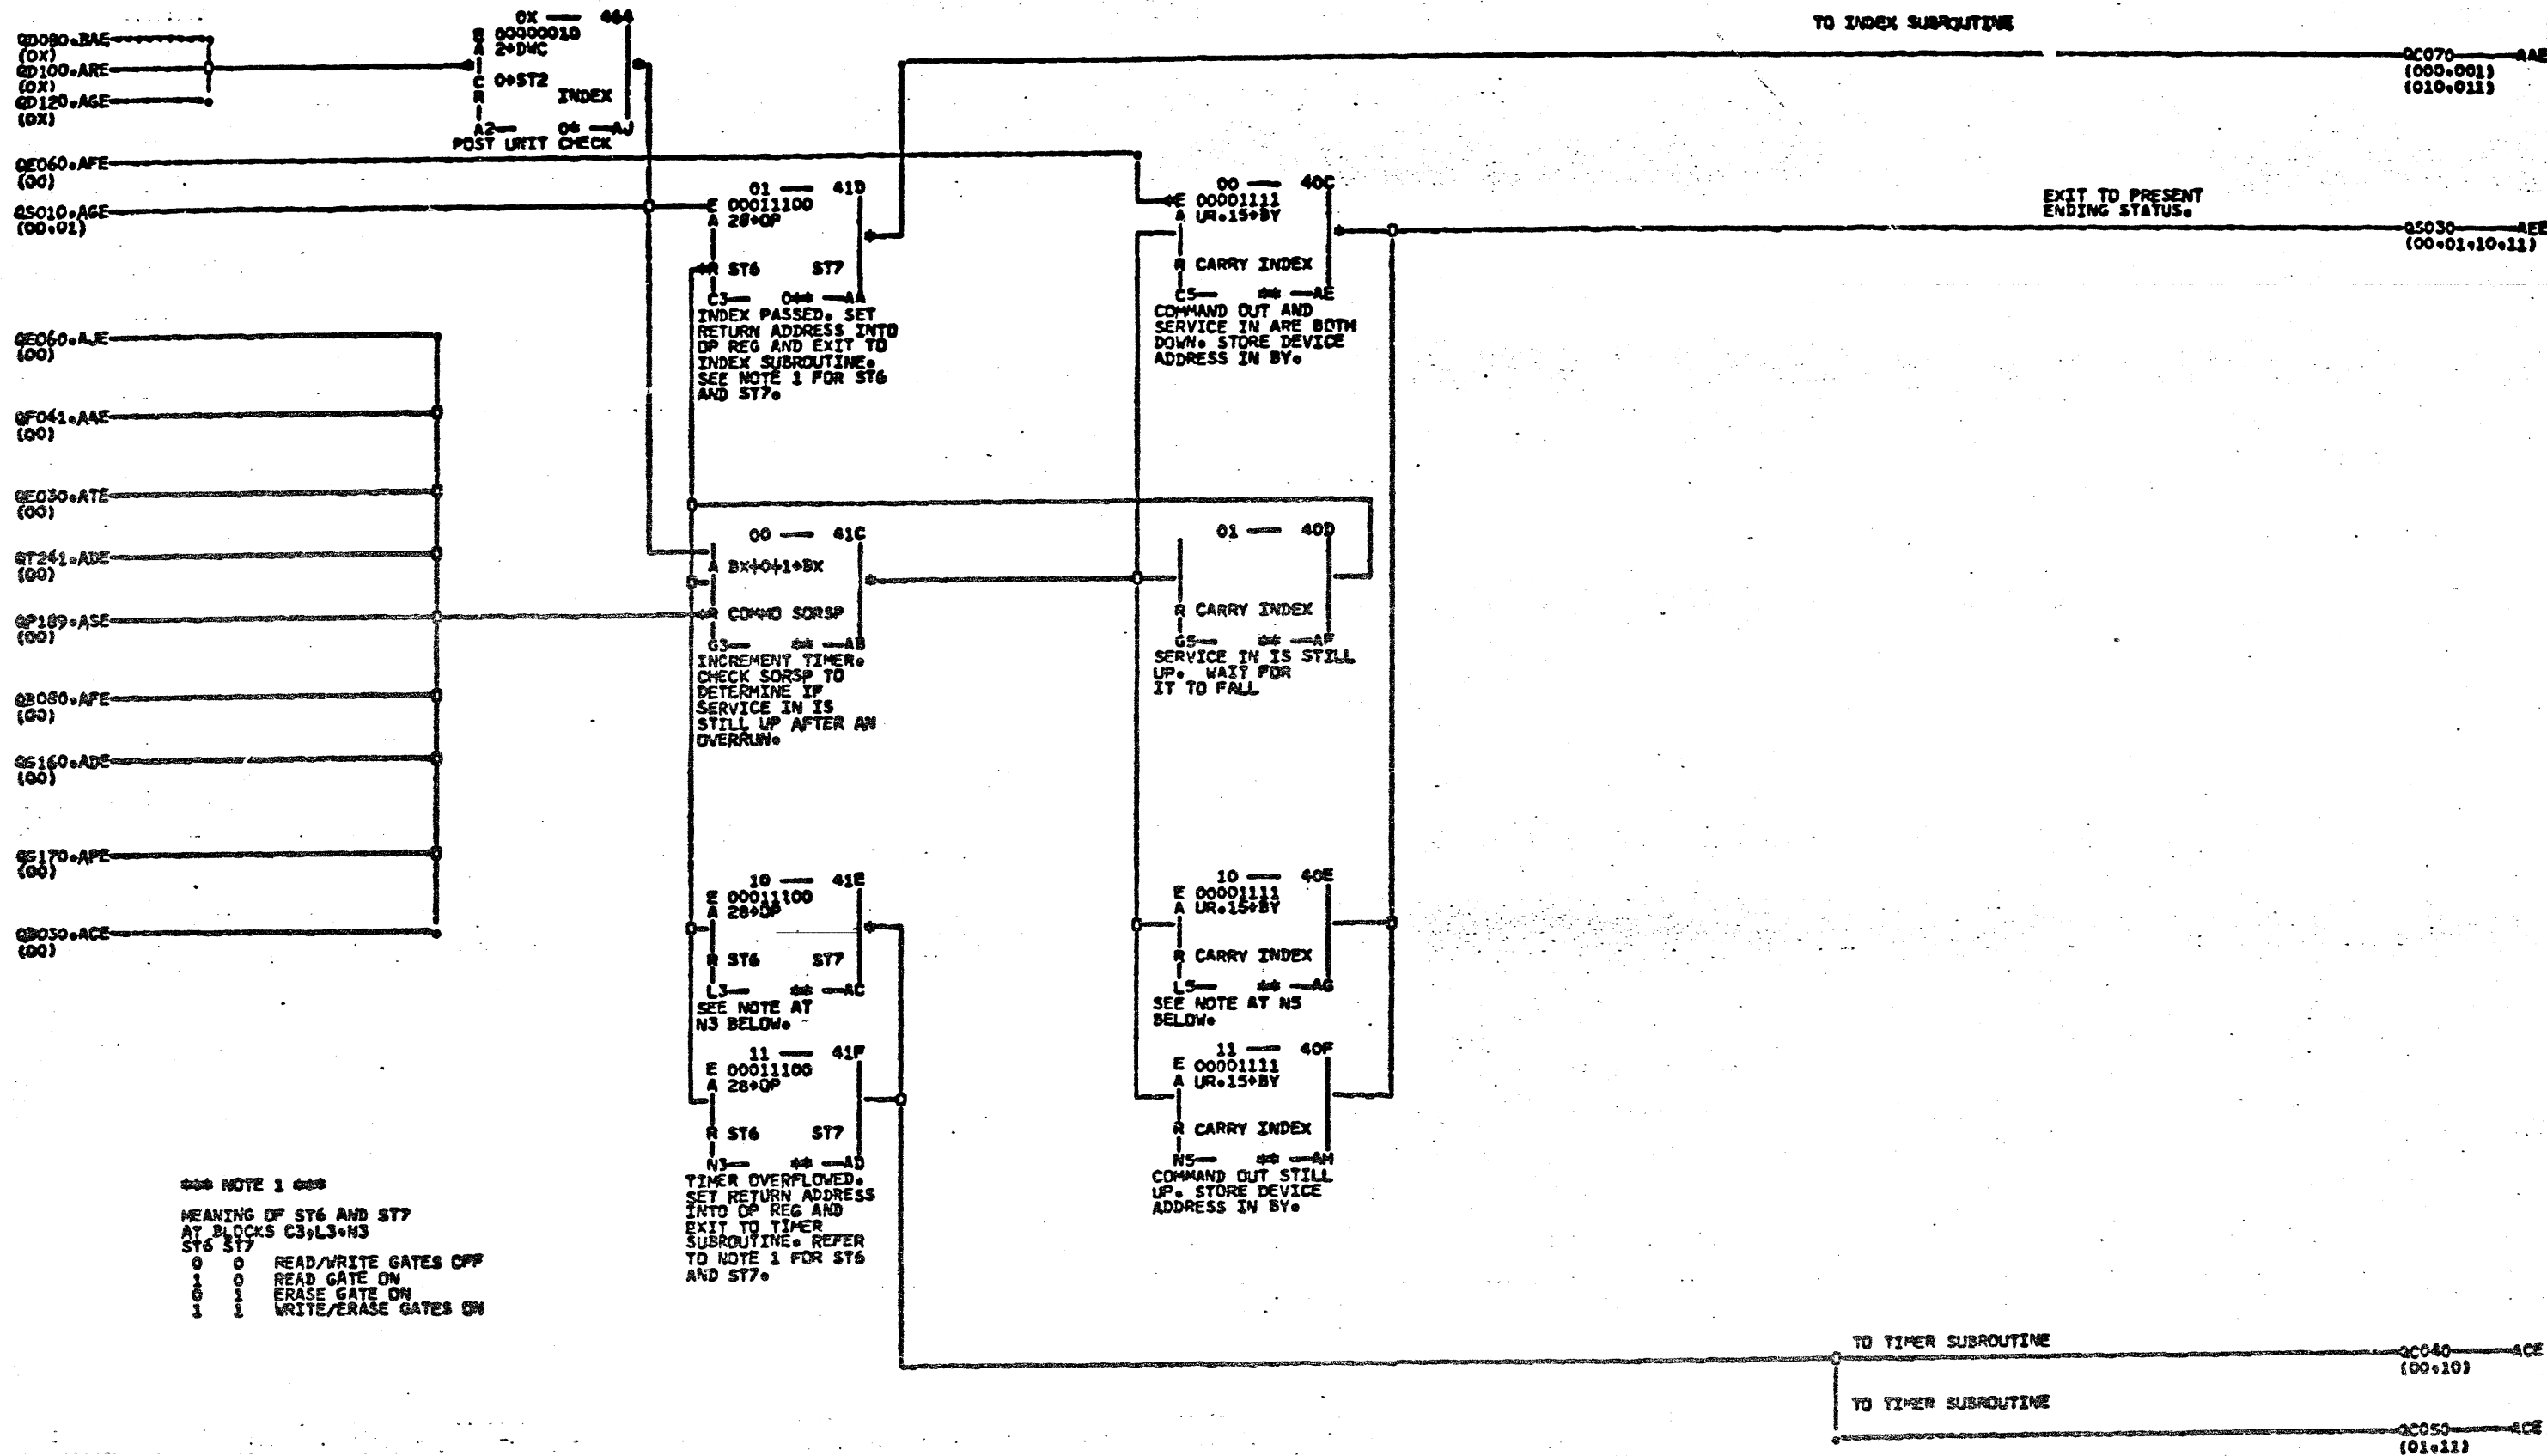 TO INDEX SUBROUTINE
QD080.BAE
(0X)
QD100.ARE
(0X)
QD120.AGE
(0X)
0X — 464
E 00000010
A 2+DWC
C 0+ST2
R INDEX
A2— 0* —AJ
POST UNIT CHECK
QC070 —AAE
(000,001)
(010,011)
QE060.AFE
(00)
QS010.AGE
(00,01)
01 — 41D
E 00011100
A 28+OP
R ST6 ST7
C3— 0** —AA
INDEX PASSED. SET
RETURN ADDRESS INTO
OP REG AND EXIT TO
INDEX SUBROUTINE.
SEE NOTE 1 FOR ST6
AND ST7.
00 — 40C
E 00001111
A UR.15+BY
R CARRY INDEX
C5— ** —AE
COMMAND OUT AND
SERVICE IN ARE BOTH
DOWN. STORE DEVICE
ADDRESS IN BY.
EXIT TO PRESENT
ENDING STATUS.
QS030 —AEE
(00,01,10,11)
QE060.AJE
(00)
QF041.AAE
(00)
QE030.ATE
(00)
QT241.ADE
(00)
QP189.ASE
(00)
QB080.AFE
(00)
QG160.ADE
(00)
QG170.APE
(00)
QB030.ACE
(00)
00 — 41C
A BX+0+1+BX
R COMMO SORSP
G3— ** —AB
INCREMENT TIMER.
CHECK SORSP TO
DETERMINE IF
SERVICE IN IS
STILL UP AFTER AN
OVERRUN.
01 — 40D
R CARRY INDEX
G5— ** —AF
SERVICE IN IS STILL
UP. WAIT FOR
IT TO FALL
10 — 41E
E 00011100
A 28+OP
R ST6 ST7
L3— ** —AC
SEE NOTE AT
N3 BELOW.
10 — 40E
E 00001111
A UR.15+BY
R CARRY INDEX
L5— ** —AG
SEE NOTE AT N5
BELOW.
11 — 41F
E 00011100
A 28+OP
R ST6 ST7
N3— ** —AD
TIMER OVERFLOWED.
SET RETURN ADDRESS
INTO OP REG AND
EXIT TO TIMER
SUBROUTINE. REFER
TO NOTE 1 FOR ST6
AND ST7.
11 — 40F
E 00001111
A UR.15+BY
R CARRY INDEX
N5— ** —AH
COMMAND OUT STILL
UP. STORE DEVICE
ADDRESS IN BY.
*** NOTE 1 ***
MEANING OF ST6 AND ST7
AT BLOCKS C3,L3,N3
ST6 ST7
0 0 READ/WRITE GATES OFF
1 0 READ GATE ON
0 1 ERASE GATE ON
1 1 WRITE/ERASE GATES ON
TO TIMER SUBROUTINE
QC040 —ACE
(00,10)
TO TIMER SUBROUTINE
QC050 —ACE
(01,11)